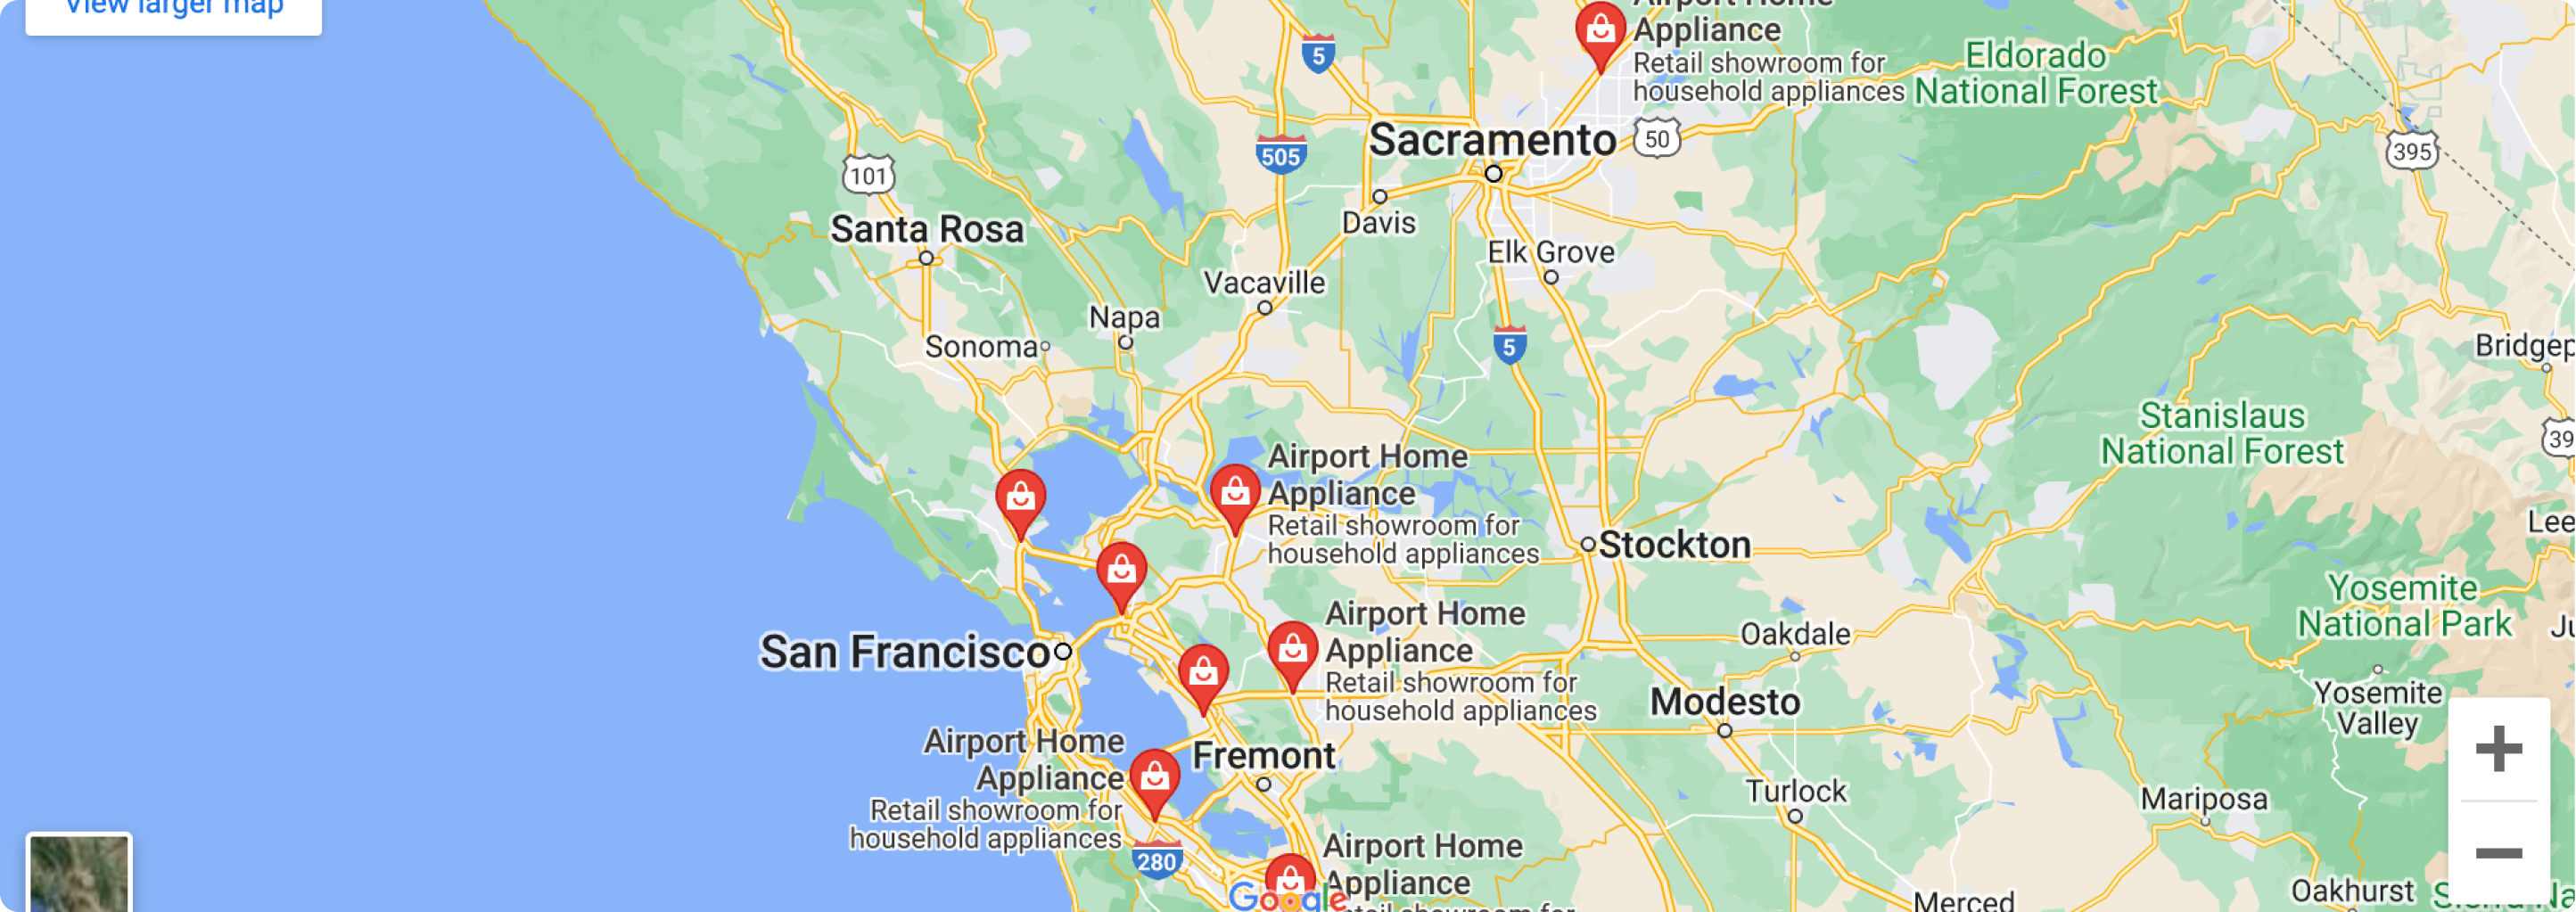 View larger map
Airport Home
Appliance
Retail showroom for
household appliances
Eldorado
National Forest
5
Sacramento
50
505
395
101
Davis
Santa Rosa
Elk Grove
Vacaville
Napa
Sonoma
5
Bridgep
Stanislaus
National Forest
39
Airport Home
Appliance
Retail showroom for
household appliances
Lee
Stockton
Yosemite
National Park
Airport Home
Appliance
Retail showroom for
household appliances
Oakdale
San Francisco
Modesto
Yosemite
Valley
Airport Home
Appliance
Retail showroom for
household appliances
Fremont
Turlock
Mariposa
280
Airport Home
Appliance
Google
Oakhurst
Merced